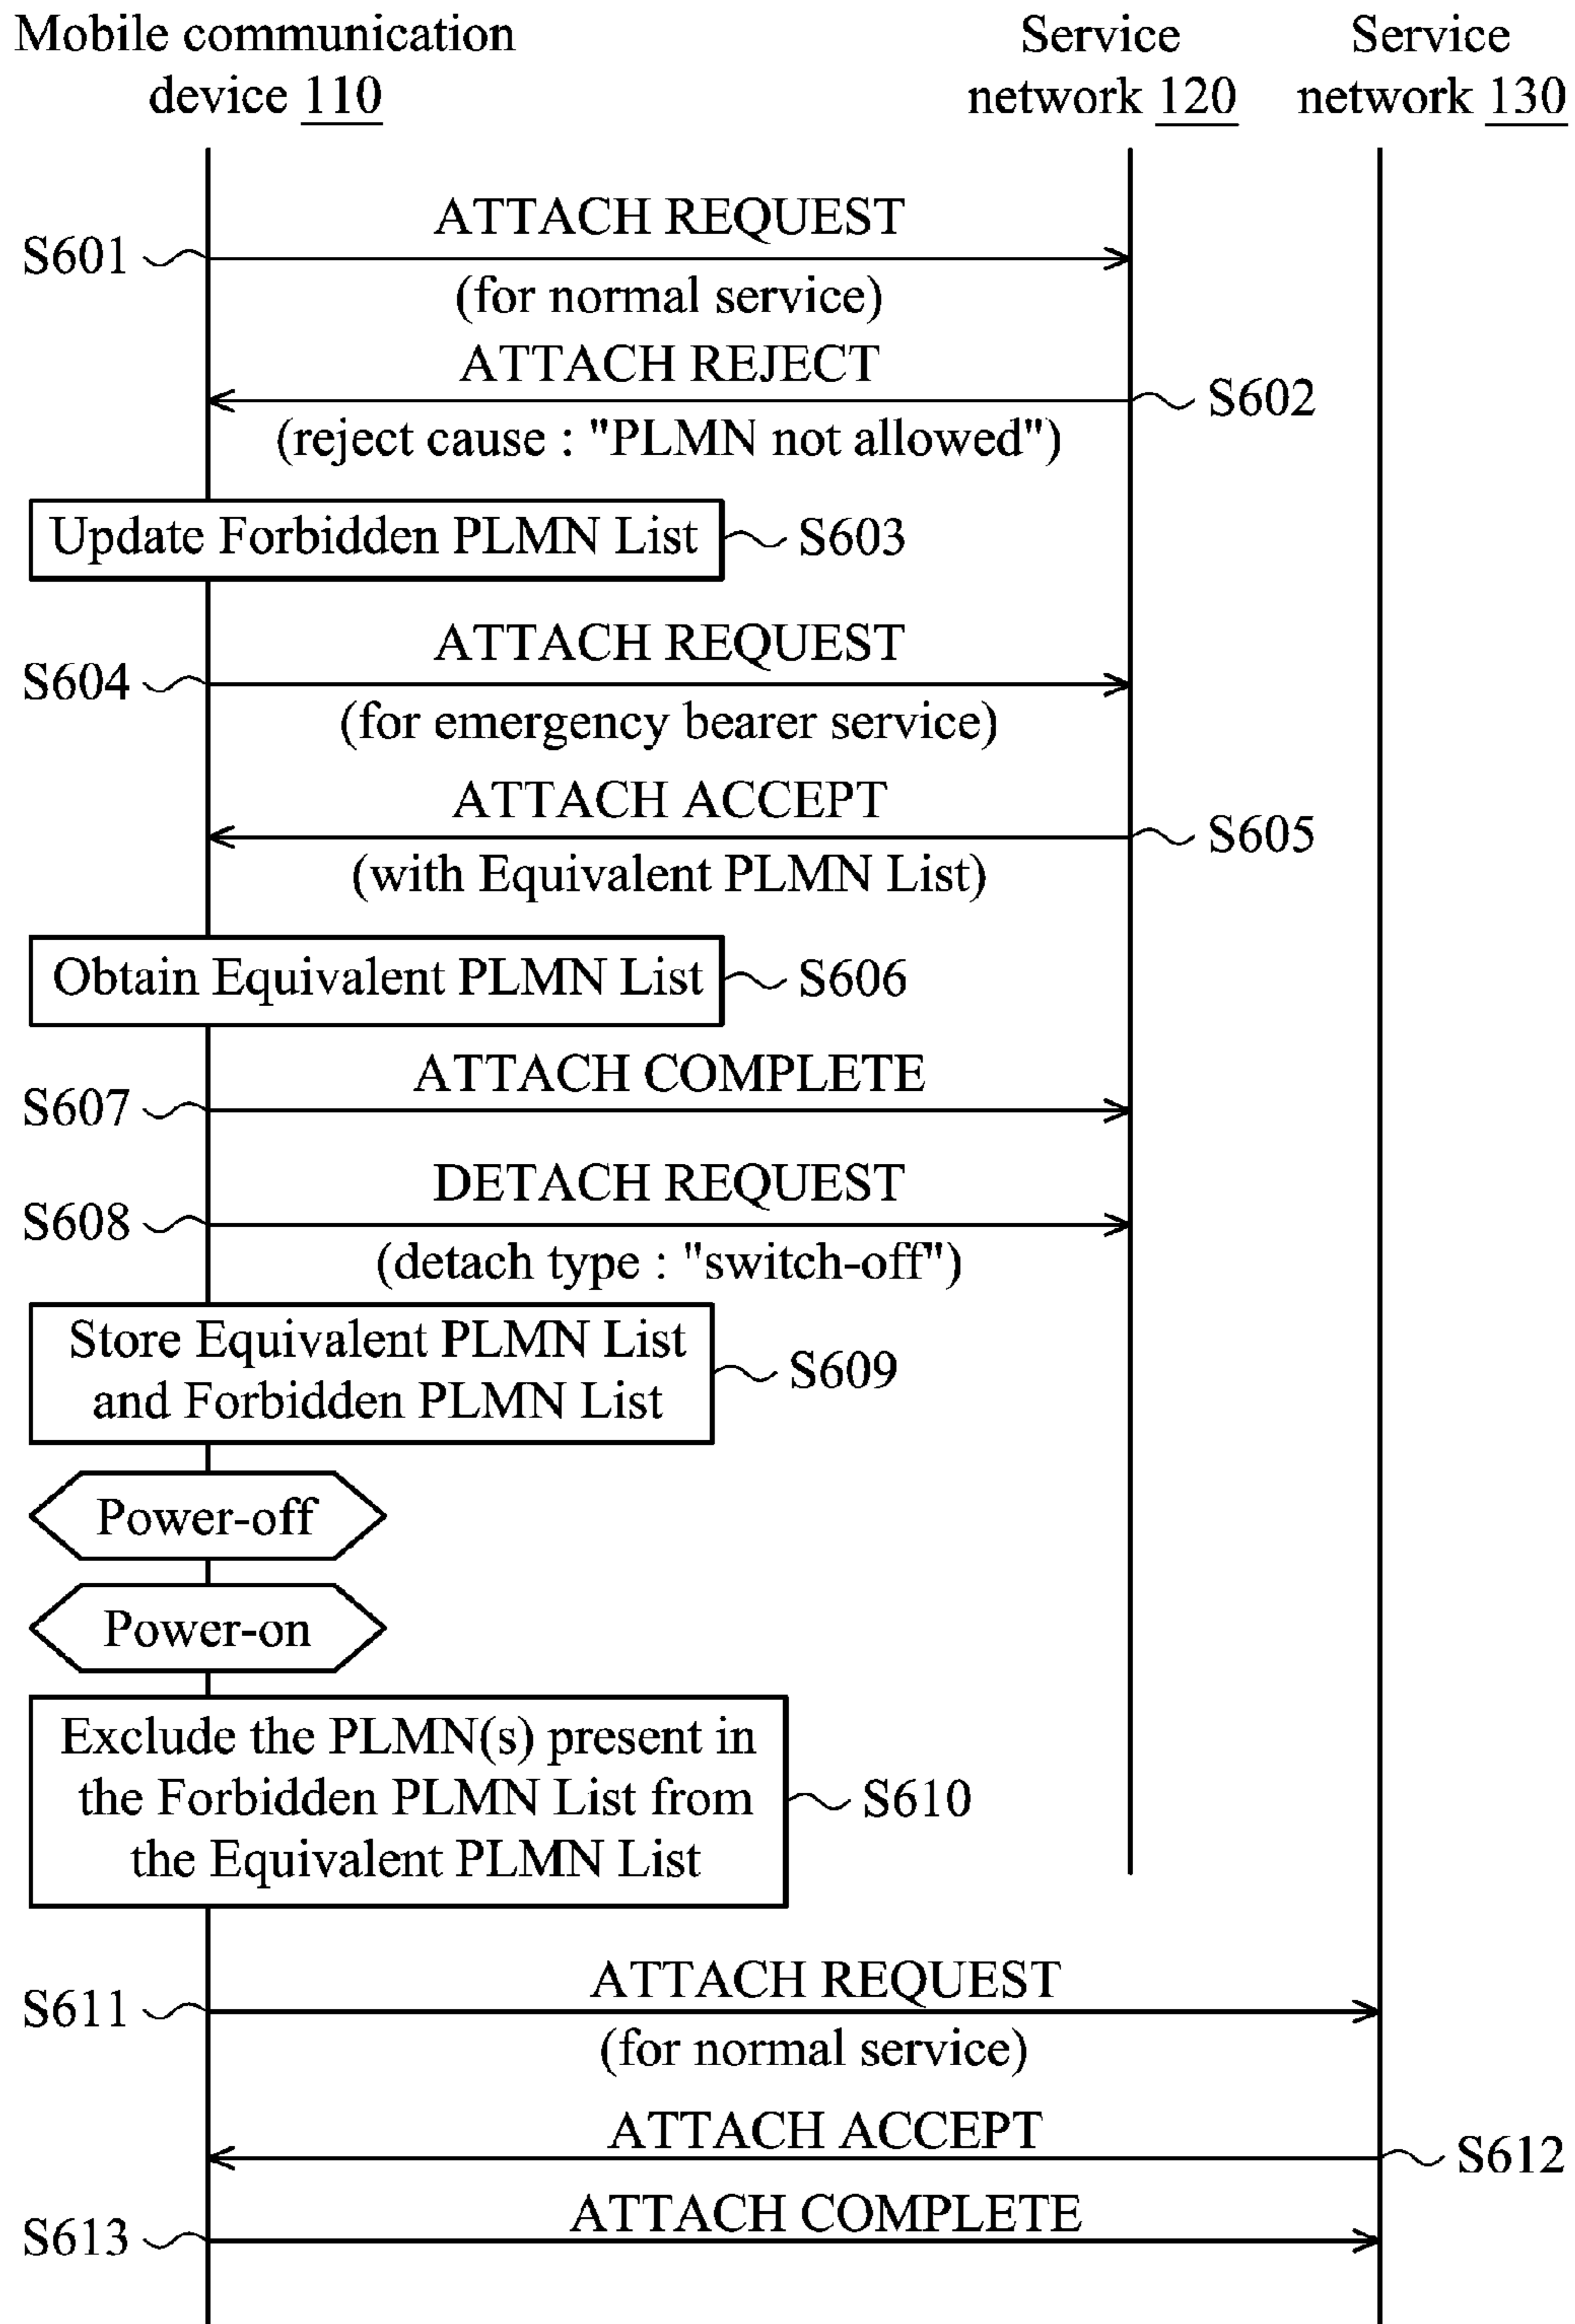 Mobile communication
device 110
Service
network 120
Service
network 130
ATTACH REQUEST
S601
(for normal service)
ATTACH REJECT
S602
(reject cause : "PLMN not allowed")
Update Forbidden PLMN List
S603
ATTACH REQUEST
S604
(for emergency bearer service)
ATTACH ACCEPT
S605
(with Equivalent PLMN List)
Obtain Equivalent PLMN List
S606
ATTACH COMPLETE
S607
DETACH REQUEST
S608
(detach type : "switch-off")
Store Equivalent PLMN List
and Forbidden PLMN List
S609
Power-off
Power-on
Exclude the PLMN(s) present in
the Forbidden PLMN List from
the Equivalent PLMN List
S610
ATTACH REQUEST
S611
(for normal service)
ATTACH ACCEPT
S612
ATTACH COMPLETE
S613